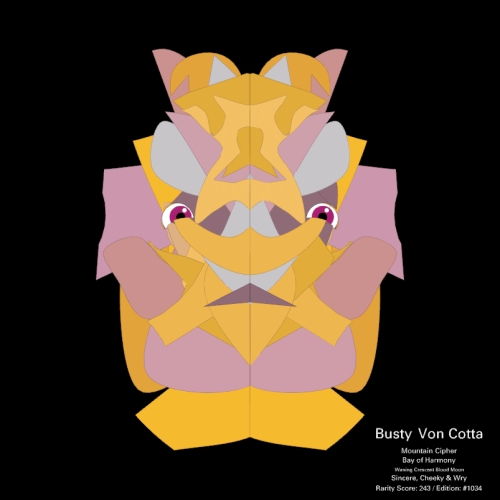 Busty Von Cotta
Mountain Cipher
Bay of Harmony
Waning Crescent Blood Moon
Sincere, Cheeky & Wry
Rarity Score: 243 / Edition: #1034